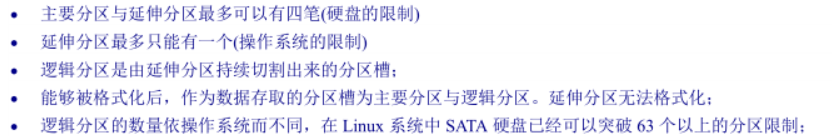 • 主要分区与延伸分区最多可以有四笔(硬盘的限制)
• 延伸分区最多只能有一个(操作系统的限制)
• 逻辑分区是由延伸分区持续切割出来的分区槽；
• 能够被格式化后，作为数据存取的分区槽为主要分区与逻辑分区。延伸分区无法格式化；
• 逻辑分区的数量依操作系统而不同，在 Linux 系统中 SATA 硬盘已经可以突破 63 个以上的分区限制；